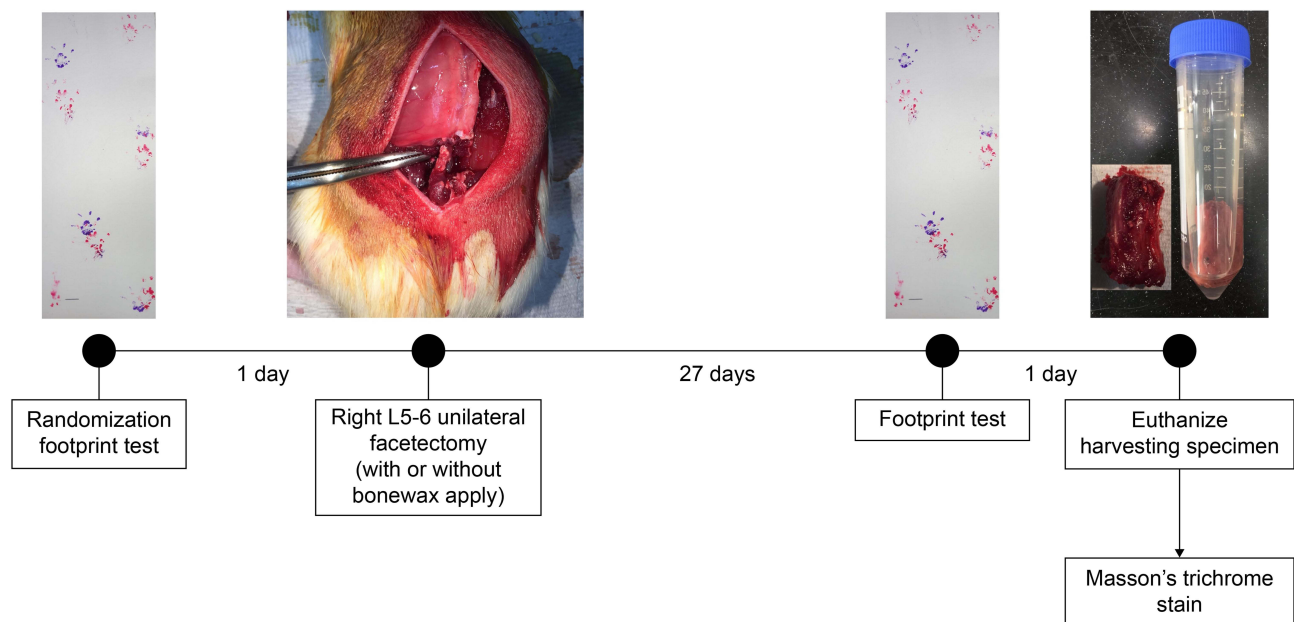 1 day
27 days
1 day
Randomization
footprint test
Right L5-6 unilateral
facetectomy
(with or without
bonewax apply)
Footprint test
Euthanize
harvesting specimen
Masson's trichrome
stain